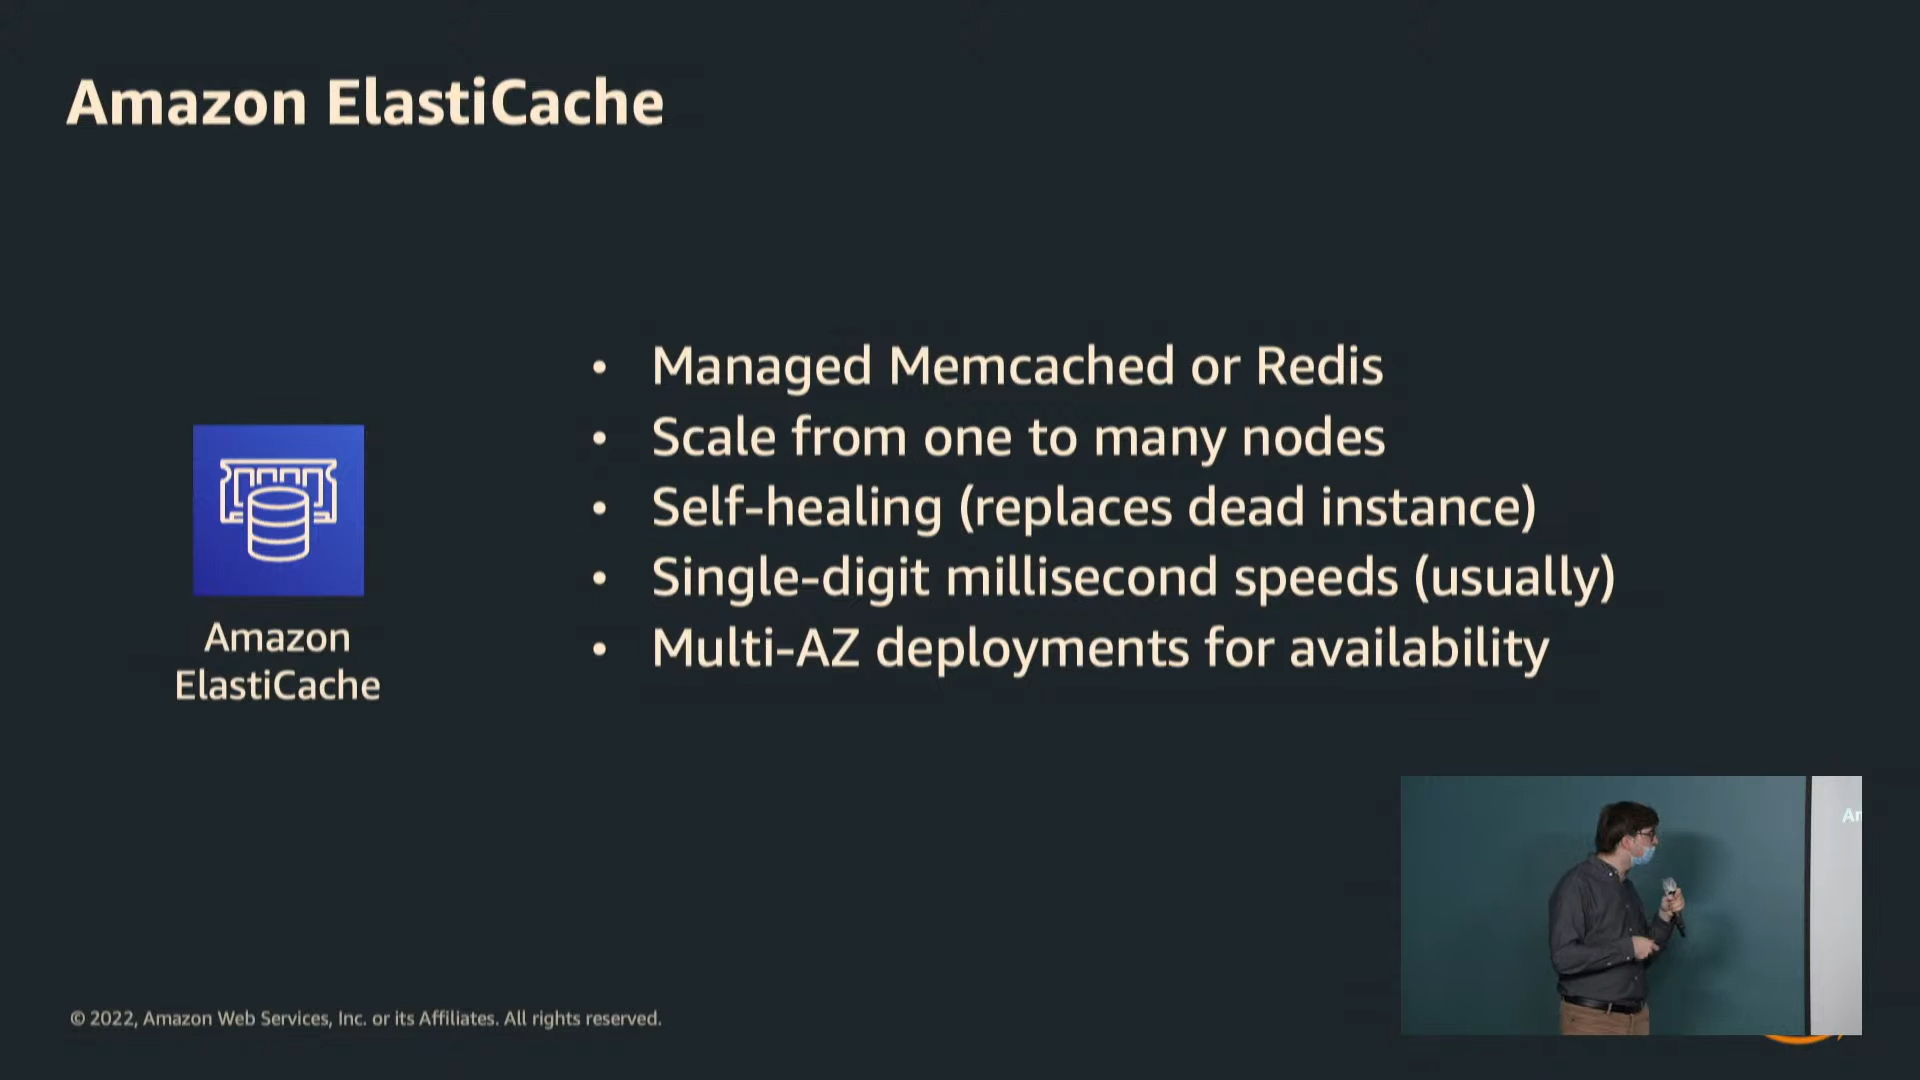 Amazon ElastiCache
• Managed Memcached or Redis
• Scale from one to many nodes
• Self-healing (replaces dead instance)
• Single-digit millisecond speeds (usually)
• Multi-AZ deployments for availability
Amazon
ElastiCache
© 2022, Amazon Web Services, Inc. or its Affiliates. All rights reserved.